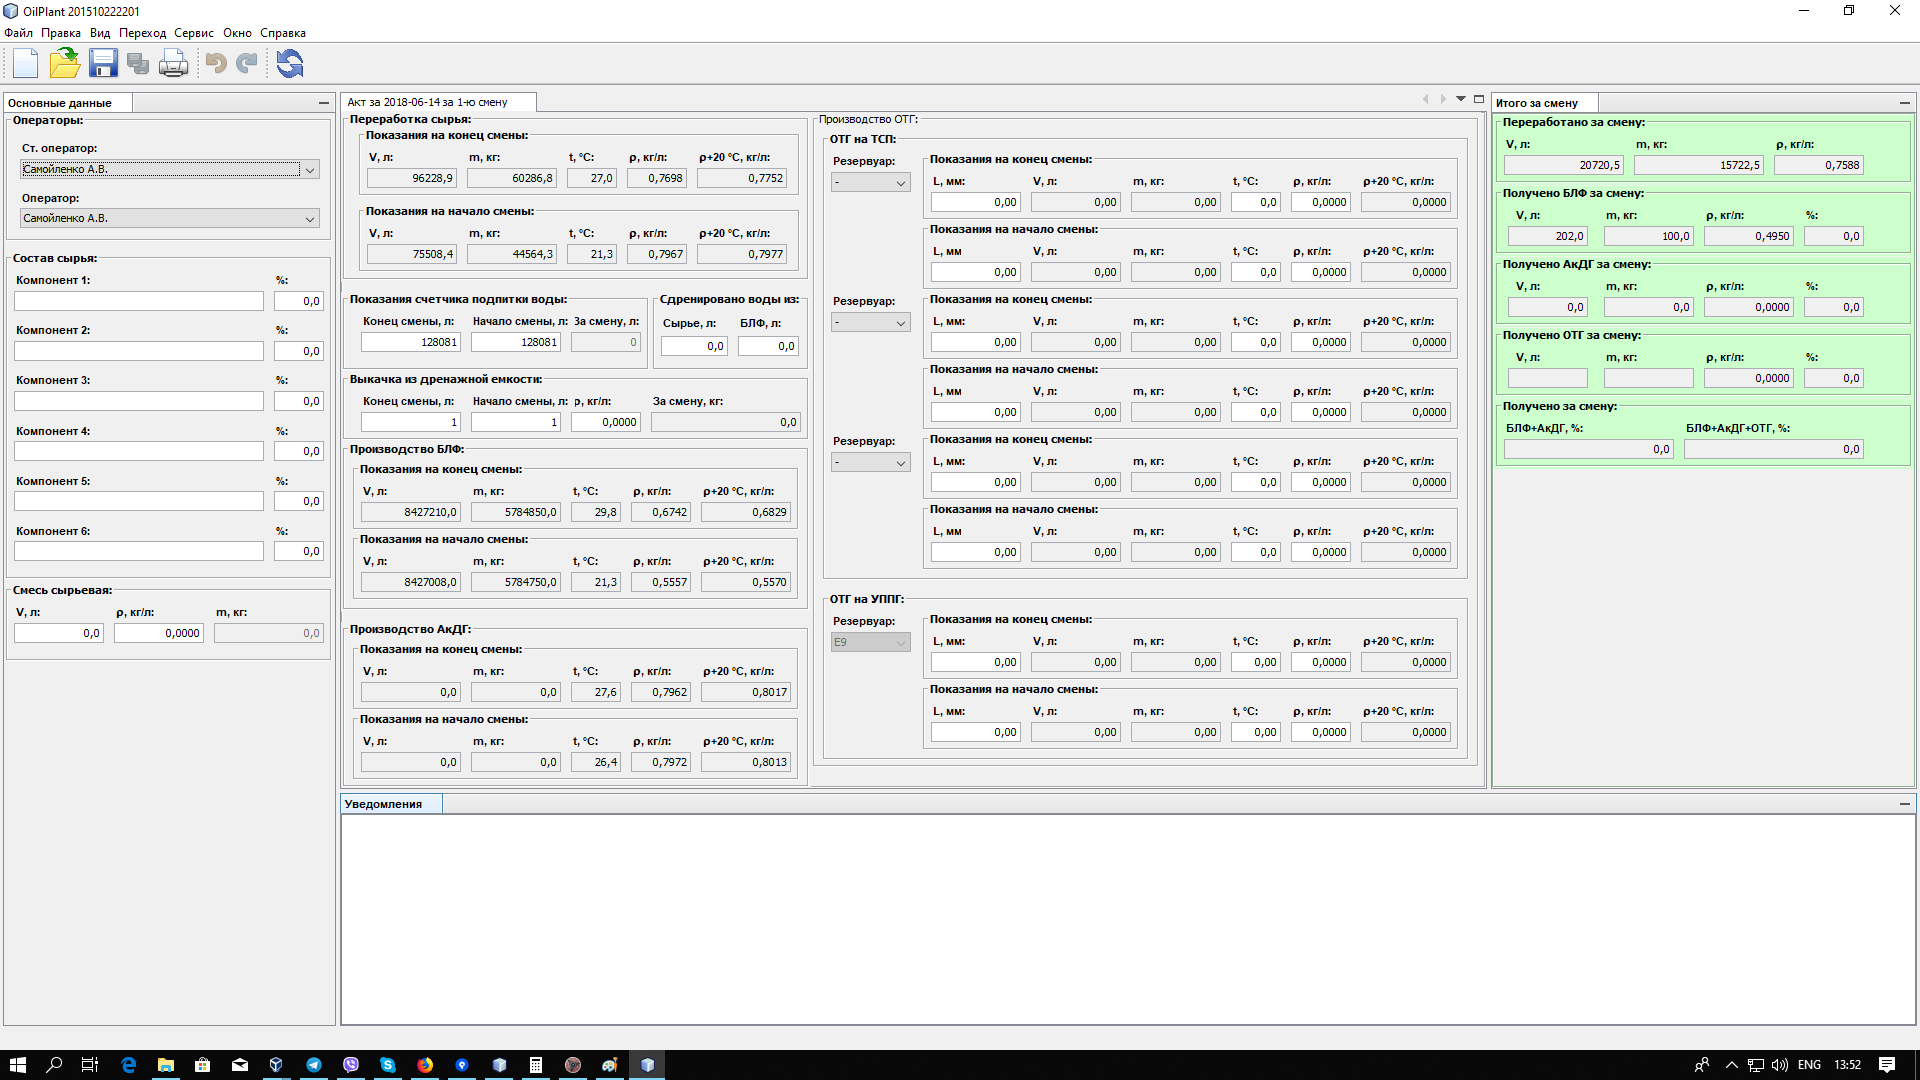 OilPlant 201510222201
Файл Правка Вид Переход Сервис Окно Справка
Основные данные
Операторы:
Ст. оператор:
Самойленко А.В.
Оператор:
Самойленко А.В.
Состав сырья:
Компонент 1: %:
0,0
Компонент 2: %:
0,0
Компонент 3: %:
0,0
Компонент 4: %:
0,0
Компонент 5: %:
0,0
Компонент 6: %:
0,0
Смесь сырьевая:
V, л: ρ, кг/л: m, кг:
0,0 0,0000 0,0
Акт за 2018-06-14 за 1-ю смену
Переработка сырья:
Показания на конец смены:
V, л: m, кг: t, °C: ρ, кг/л: ρ+20 °C, кг/л:
96228,9 60286,8 27,0 0,7698 0,7752
Показания на начало смены:
V, л: m, кг: t, °C: ρ, кг/л: ρ+20 °C, кг/л:
75508,4 44564,3 21,3 0,7967 0,7977
Показания счетчика подпитки воды:
Конец смены, л: Начало смены, л: За смену, л:
128081 128081 0
Сдренировано воды из:
Сырье, л: БЛФ, л:
0,0 0,0
Выкачка из дренажной емкости:
Конец смены, л: Начало смены, л: ρ, кг/л: За смену, кг:
1 1 0,0000 0,0
Производство БЛФ:
Показания на конец смены:
V, л: m, кг: t, °C: ρ, кг/л: ρ+20 °C, кг/л:
8427210,0 5784850,0 29,8 0,6742 0,6829
Показания на начало смены:
V, л: m, кг: t, °C: ρ, кг/л: ρ+20 °C, кг/л:
8427008,0 5784750,0 21,3 0,5557 0,5570
Производство АкДГ:
Показания на конец смены:
V, л: m, кг: t, °C: ρ, кг/л: ρ+20 °C, кг/л:
0,0 0,0 27,6 0,7962 0,8017
Показания на начало смены:
V, л: m, кг: t, °C: ρ, кг/л: ρ+20 °C, кг/л:
0,0 0,0 26,4 0,7972 0,8013
Производство ОТГ:
ОТГ на ТСП:
Резервуар:
-
Показания на конец смены:
L, мм: V, л: m, кг: t, °C: ρ, кг/л: ρ+20 °C, кг/л:
0,00 0,00 0,00 0,0 0,0000 0,0000
Показания на начало смены:
L, мм V, л: m, кг: t, °C: ρ, кг/л: ρ+20 °C, кг/л:
0,00 0,00 0,00 0,0 0,0000 0,0000
Резервуар:
-
Показания на конец смены:
L, мм: V, л: m, кг: t, °C: ρ, кг/л: ρ+20 °C, кг/л:
0,00 0,00 0,00 0,0 0,0000 0,0000
Показания на начало смены:
L, мм V, л: m, кг: t, °C: ρ, кг/л: ρ+20 °C, кг/л:
0,00 0,00 0,00 0,0 0,0000 0,0000
Резервуар:
-
Показания на конец смены:
L, мм: V, л: m, кг: t, °C: ρ, кг/л: ρ+20 °C, кг/л:
0,00 0,00 0,00 0,0 0,0000 0,0000
Показания на начало смены:
L, мм V, л: m, кг: t, °C: ρ, кг/л: ρ+20 °C, кг/л:
0,00 0,00 0,00 0,0 0,0000 0,0000
ОТГ на УППГ:
Резервуар:
E9
Показания на конец смены:
L, мм: V, л: m, кг: t, °C: ρ, кг/л: ρ+20 °C, кг/л:
0,00 0,00 0,00 0,00 0,0000 0,0000
Показания на начало смены:
L, мм: V, л: m, кг: t, °C: ρ, кг/л: ρ+20 °C, кг/л:
0,00 0,00 0,00 0,00 0,0000 0,0000
Итого за смену
Переработано за смену:
V, л: m, кг: ρ, кг/л:
20720,5 15722,5 0,7588
Получено БЛФ за смену:
V, л: m, кг: ρ, кг/л: %:
202,0 100,0 0,4950 0,0
Получено АкДГ за смену:
V, л: m, кг: ρ, кг/л: %:
0,0 0,0 0,0000 0,0
Получено ОТГ за смену:
V, л: m, кг: ρ, кг/л: %:
0,0000 0,0
Получено за смену:
БЛФ+АкДГ, %: БЛФ+АкДГ+ОТГ, %:
0,0 0,0
Уведомления
ENG 13:52